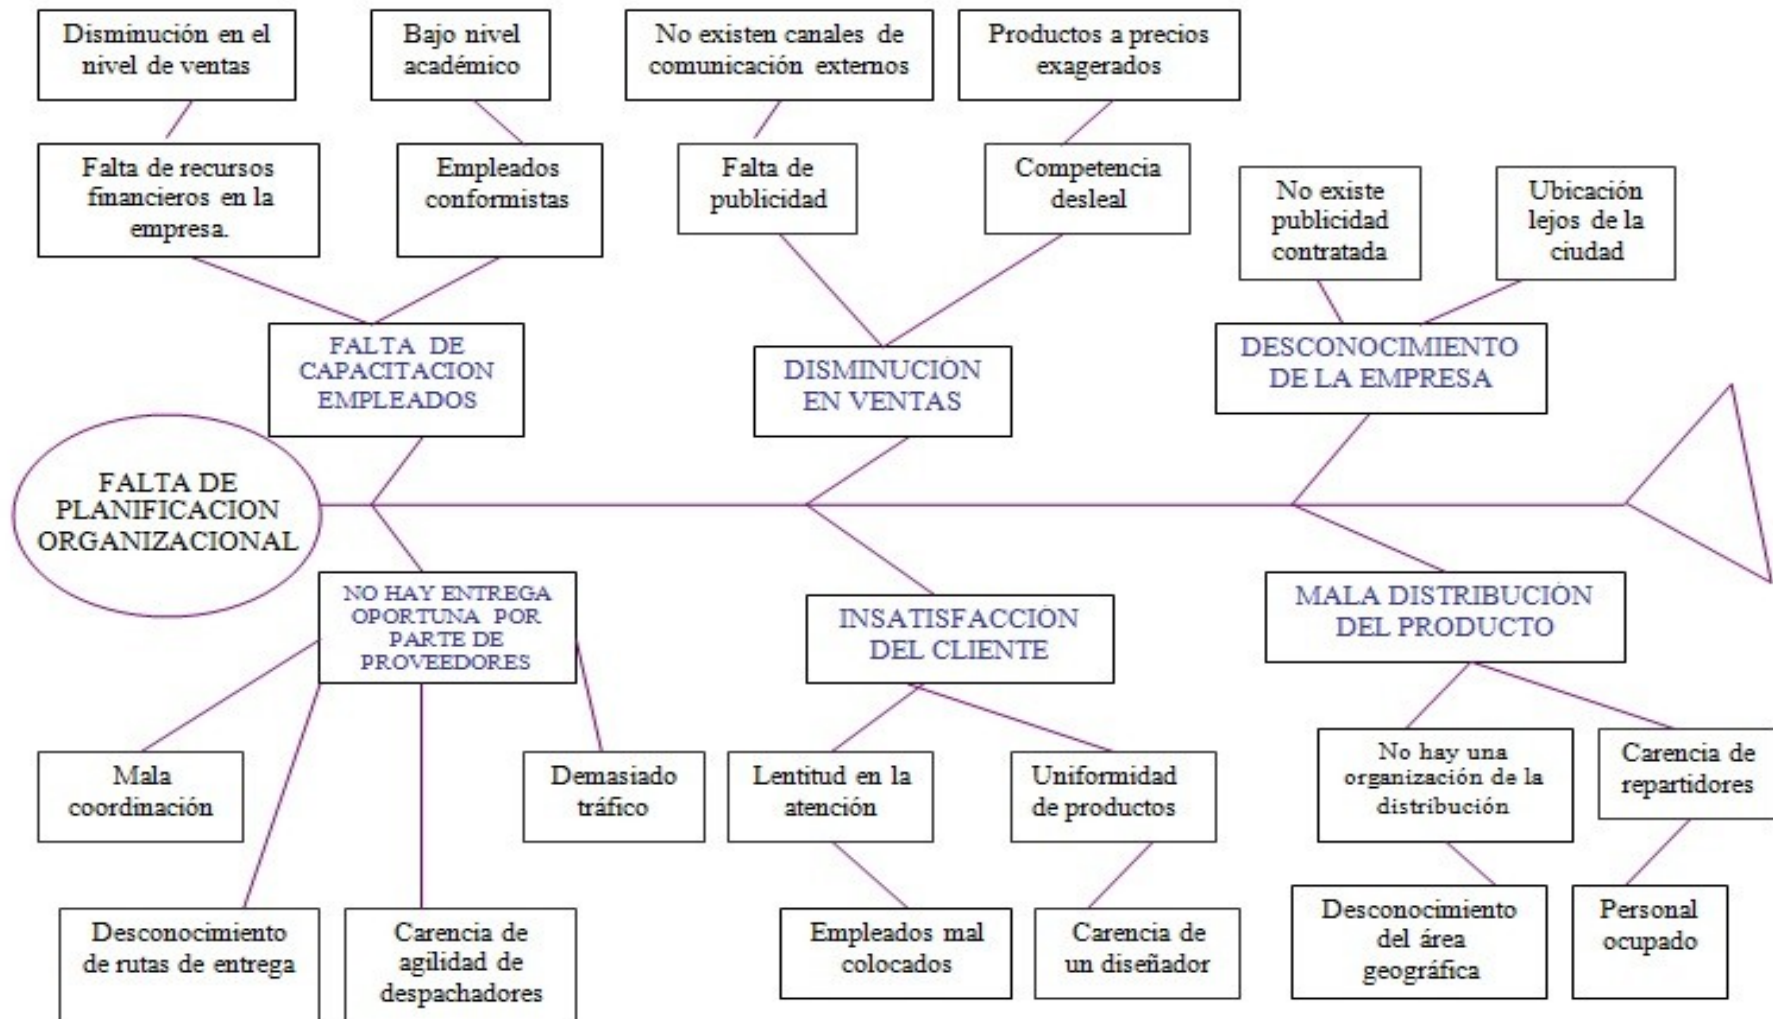 Disminución en el
nivel de ventas
Bajo nivel
académico
No existen canales de
comunicación externos
Productos a precios
exagerados
Falta de recursos
financieros en la
empresa.
Empleados
conformistas
Falta de
publicidad
Competencia
desleal
No existe
publicidad
contratada
Ubicación
lejos de la
ciudad
FALTA DE
CAPACITACION
EMPLEADOS
DISMINUCIÓN
EN VENTAS
DESCONOCIMIENTO
DE LA EMPRESA
FALTA DE
PLANIFICACION
ORGANIZACIONAL
NO HAY ENTREGA
OPORTUNA POR
PARTE DE
PROVEEDORES
INSATISFACCIÓN
DEL CLIENTE
MALA DISTRIBUCIÓN
DEL PRODUCTO
Mala
coordinación
Demasiado
tráfico
Lentitud en la
atención
Uniformidad
de productos
No hay una
organización de la
distribución
Carencia de
repartidores
Desconocimiento
de rutas de entrega
Carencia de
agilidad de
despachadores
Empleados mal
colocados
Carencia de
un diseñador
Desconocimiento
del área
geográfica
Personal
ocupado